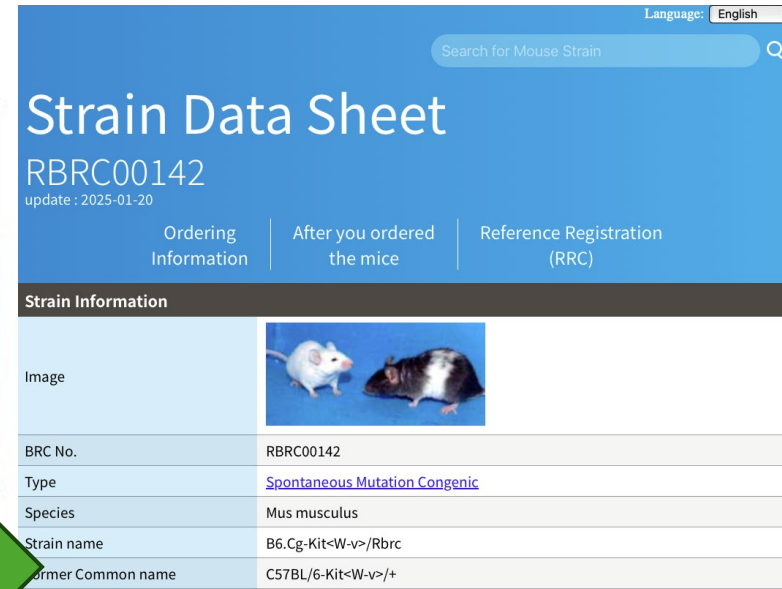 Language: English
Search for Mouse Strain
Strain Data Sheet
RBRC00142
update : 2025-01-20
Ordering Information
After you ordered the mice
Reference Registration (RRC)
Strain Information
Image
BRC No. RBRC00142
Type Spontaneous Mutation Congenic
Species Mus musculus
Strain name B6.Cg-Kit<W-v>/Rbrc
Common name C57BL/6-Kit<W-v>/+